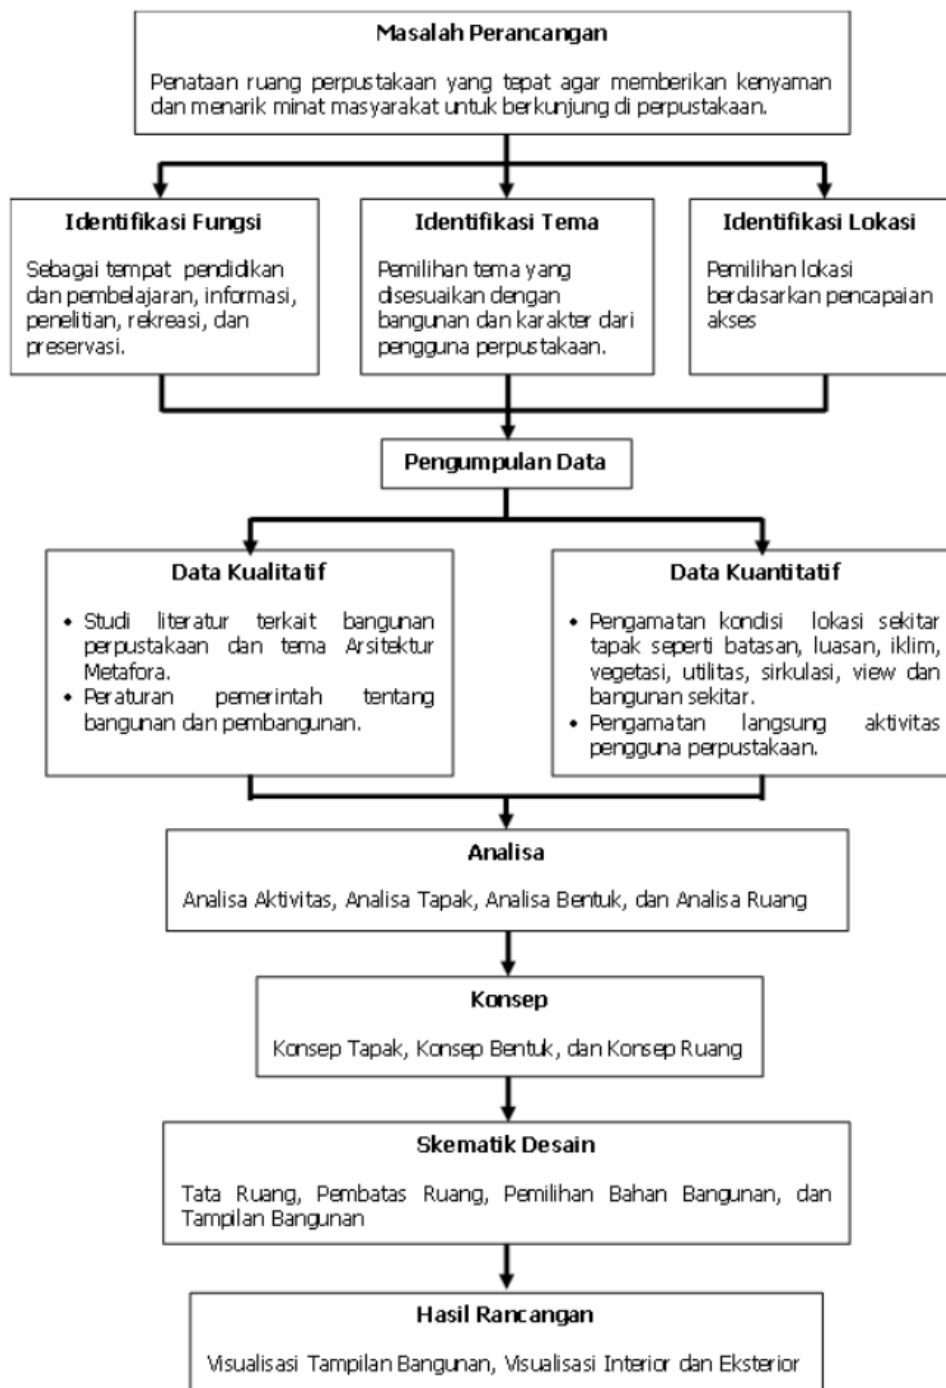 Masalah Perancangan
Penataan ruang perpustakaan yang tepat agar memberikan kenyaman
dan menarik minat masyarakat untuk berkunjung di perpustakaan.
Identifikasi Fungsi
Sebagai tempat pendidikan
dan pembelajaran, informasi,
penelitian, rekreasi, dan
preservasi.
Identifikasi Tema
Pemilihan tema yang
disesuaikan dengan
bangunan dan karakter dari
pengguna perpustakaan.
Identifikasi Lokasi
Pemilihan lokasi
berdasarkan pencapaian
akses
Pengumpulan Data
Data Kualitatif
• Studi literatur terkait bangunan
perpustakaan dan tema Arsitektur
Metafora.
• Peraturan pemerintah tentang
bangunan dan pembangunan.
Data Kuantitatif
• Pengamatan kondisi lokasi sekitar
tapak seperti batasan, luasan, iklim,
vegetasi, utilitas, sirkulasi, view dan
bangunan sekitar.
• Pengamatan langsung aktivitas
pengguna perpustakaan.
Analisa
Analisa Aktivitas, Analisa Tapak, Analisa Bentuk, dan Analisa Ruang
Konsep
Konsep Tapak, Konsep Bentuk, dan Konsep Ruang
Skematik Desain
Tata Ruang, Pembatas Ruang, Pemilihan Bahan Bangunan, dan
Tampilan Bangunan
Hasil Rancangan
Visualisasi Tampilan Bangunan, Visualisasi Interior dan Eksterior